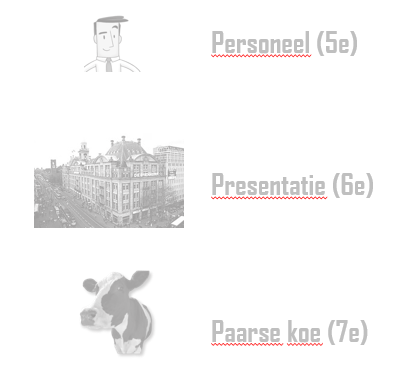 Personeel (5e)
Presentatie (6e)
Paarse koe (7e)